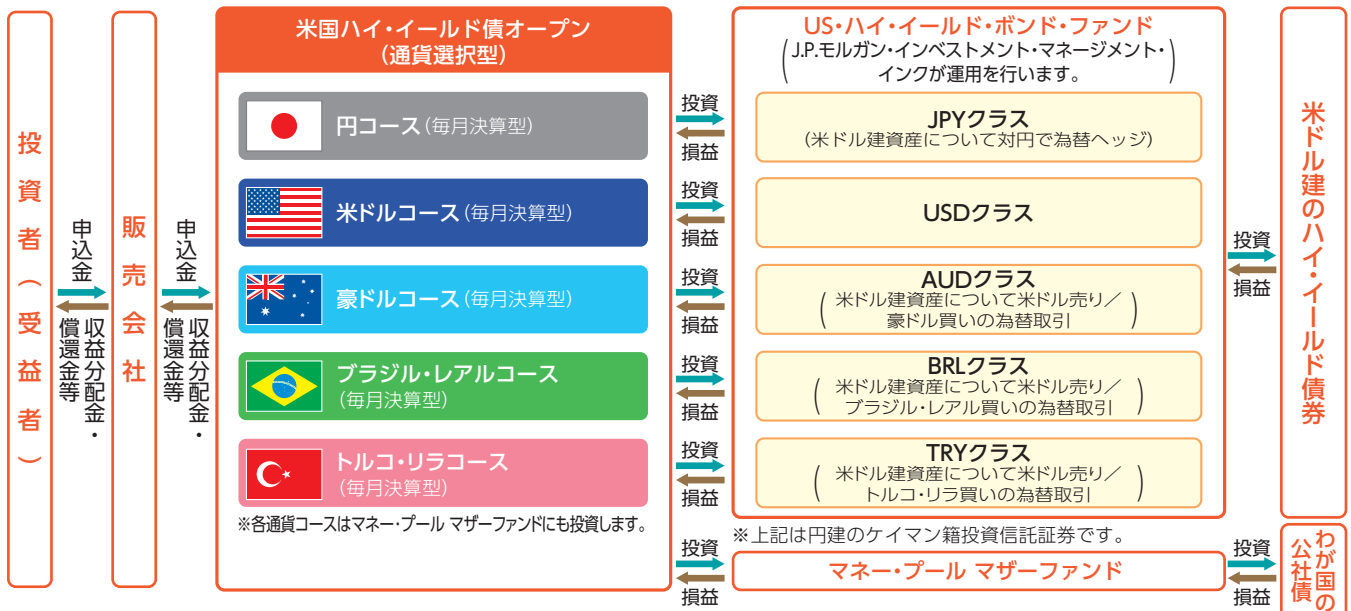 投資者（受益者）
申込金
収益分配金・
償還金等
販売会社
申込金
収益分配金・
償還金等
米国ハイ・イールド債オープン
（通貨選択型）
円コース（毎月決算型）
米ドルコース（毎月決算型）
豪ドルコース（毎月決算型）
ブラジル・レアルコース
（毎月決算型）
トルコ・リラコース
（毎月決算型）
※各通貨コースはマネー・プール マザーファンドにも投資します。
投資
損益
投資
損益
投資
損益
投資
損益
投資
損益
投資
損益
US・ハイ・イールド・ボンド・ファンド
（J.P.モルガン・インベストメント・マネージメント・
インクが運用を行います。）
JPYクラス
（米ドル建資産について対円で為替ヘッジ）
USDクラス
AUDクラス
（米ドル建資産について米ドル売り／
豪ドル買いの為替取引）
BRLクラス
（米ドル建資産について米ドル売り／
ブラジル・レアル買いの為替取引）
TRYクラス
（米ドル建資産について米ドル売り／
トルコ・リラ買いの為替取引）
※上記は円建のケイマン籍投資信託証券です。
マネー・プール マザーファンド
投資
損益
投資
損益
米ドル建のハイ・イールド債券
わが国の
公社債